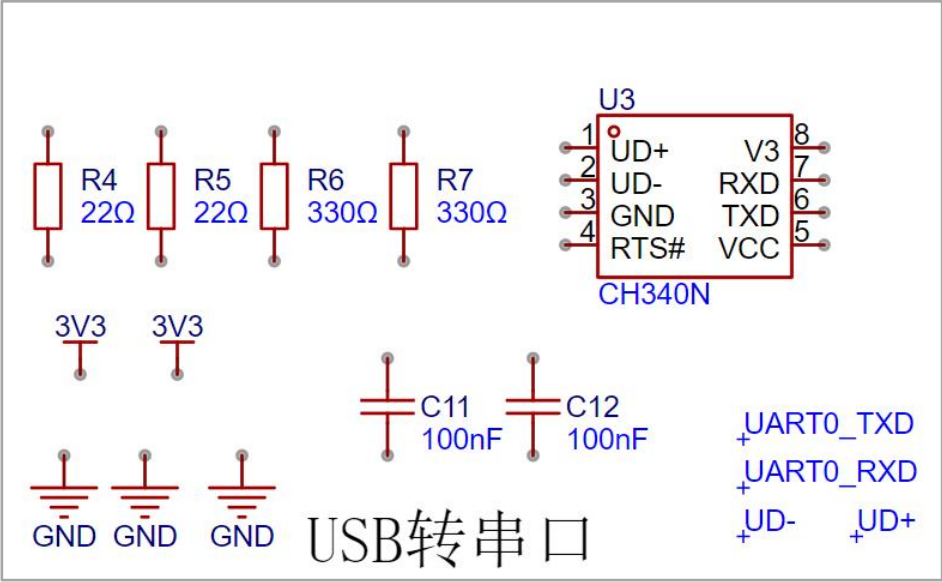 U3
1 UD+ V3 8
2 UD- RXD 7
3 GND TXD 6
4 RTS# VCC 5
CH340N
R4 R5 R6 R7
22Ω 22Ω 330Ω 330Ω
3V3 3V3
C11 C12
100nF 100nF
UART0_TXD
UART0_RXD
UD- UD+
GND GND GND
USB转串口